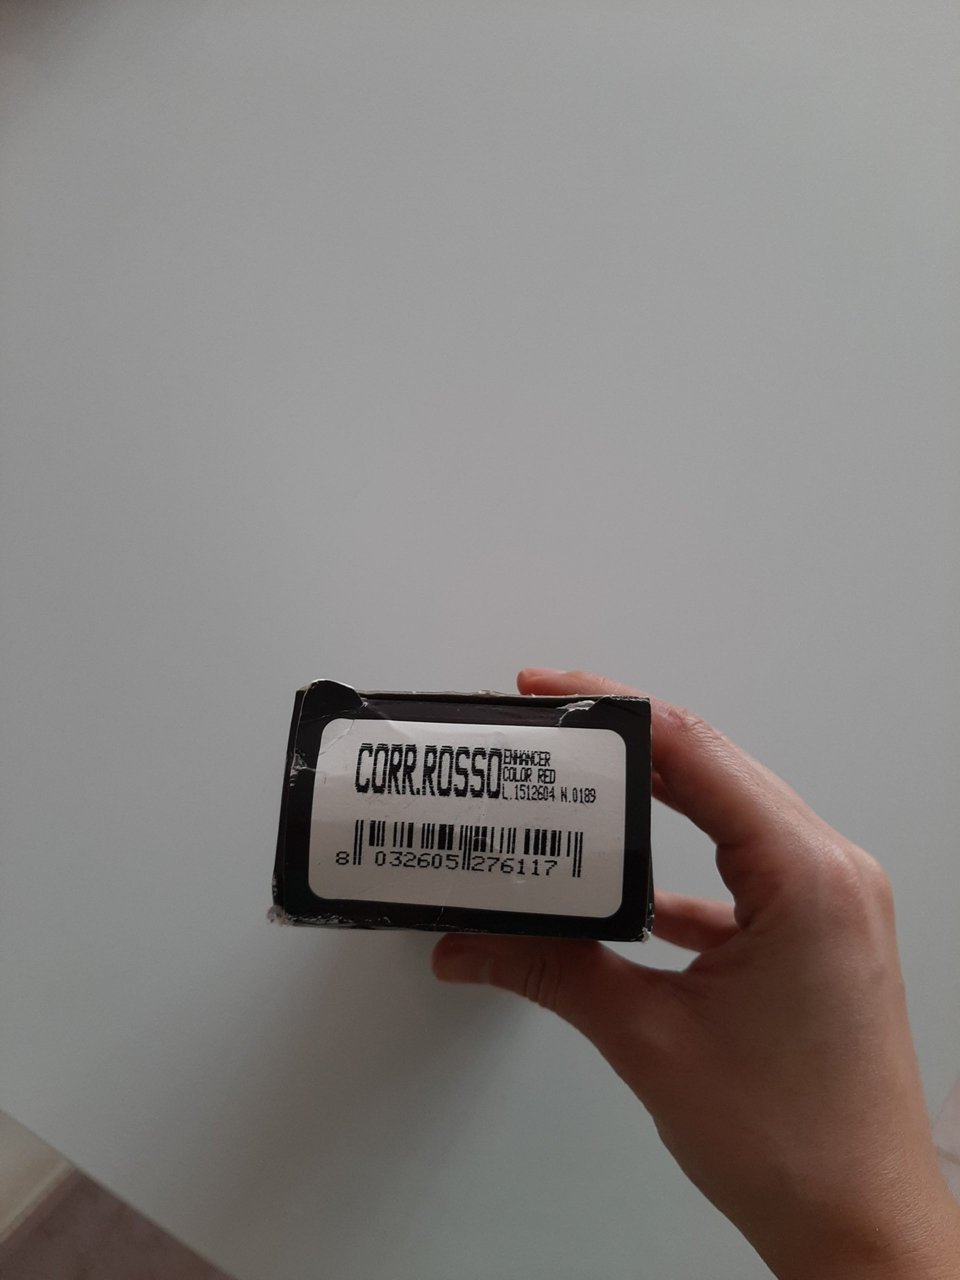 CORR.ROSSO
ENHANCER
COLOR RED
L.1512604 N.0189
8 032605 276117